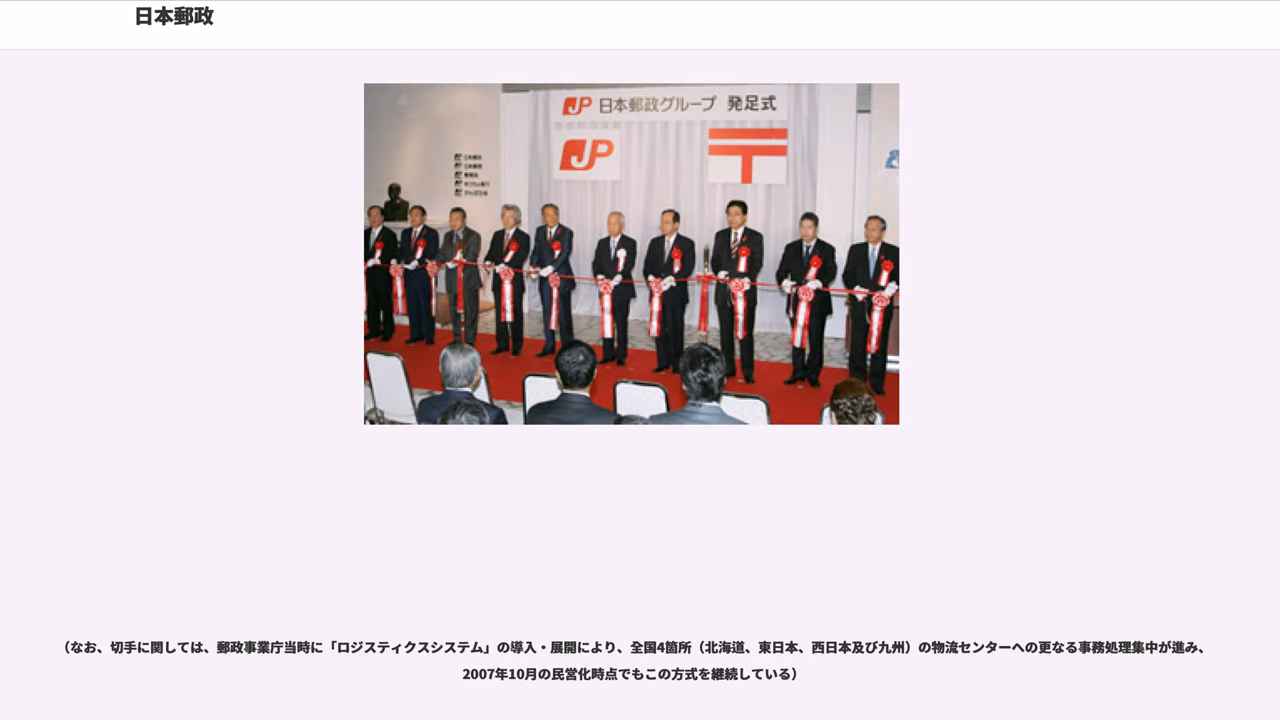 日本郵政
JP 日本郵政グループ 発足式
JP
（なお、切手に関しては、郵政事業庁当時に「ロジスティクスシステム」の導入・展開により、全国4箇所（北海道、東日本、西日本及び九州）の物流センターへの更なる事務処理集中が進み、
2007年10月の民営化時点でもこの方式を継続している）